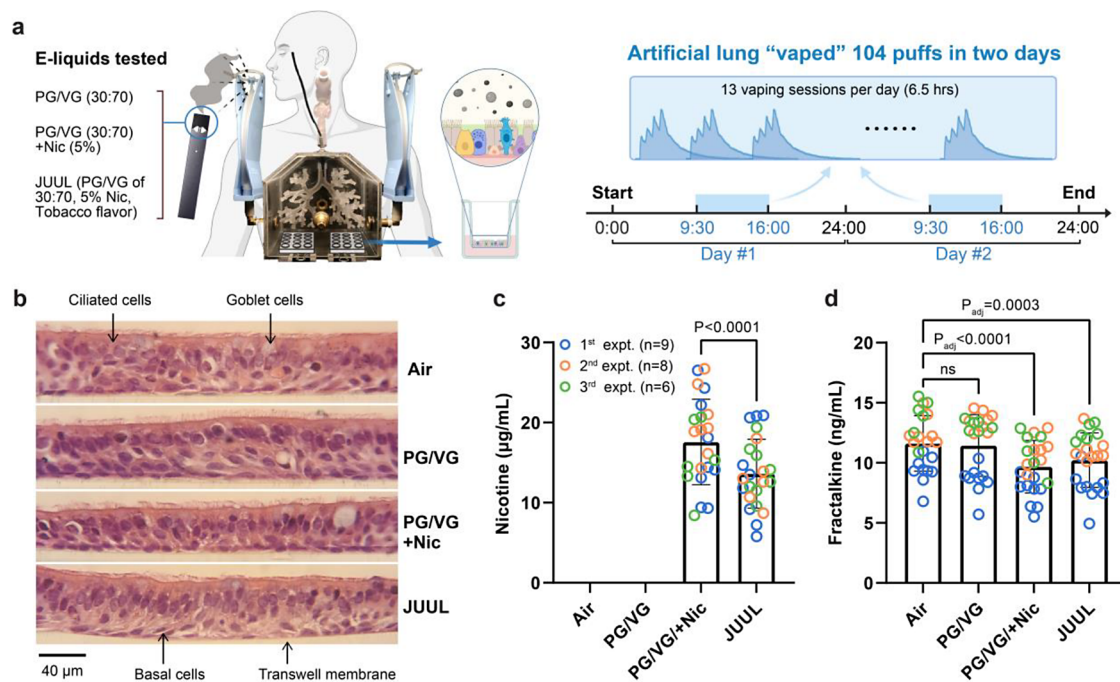 a
E-liquids tested
PG/VG (30:70)
PG/VG (30:70)
+Nic (5%)
JUUL (PG/VG of
30:70, 5% Nic,
Tobacco flavor)
Artificial lung “vaped” 104 puffs in two days
13 vaping sessions per day (6.5 hrs)
Start
End
0:00
9:30
16:00
24:00
9:30
16:00
24:00
Day #1
Day #2
b
Ciliated cells
Goblet cells
Air
PG/VG
PG/VG
+Nic
JUUL
40 µm
Basal cells
Transwell membrane
c
P<0.0001
1st expt. (n=9)
2nd expt. (n=8)
3rd expt. (n=6)
Nicotine (µg/mL)
30
20
10
0
Air
PG/VG
PG/VG/+Nic
JUUL
d
Padj=0.0003
Padj<0.0001
ns
Fractalkine (ng/mL)
20
15
10
5
0
Air
PG/VG
PG/VG/+Nic
JUUL